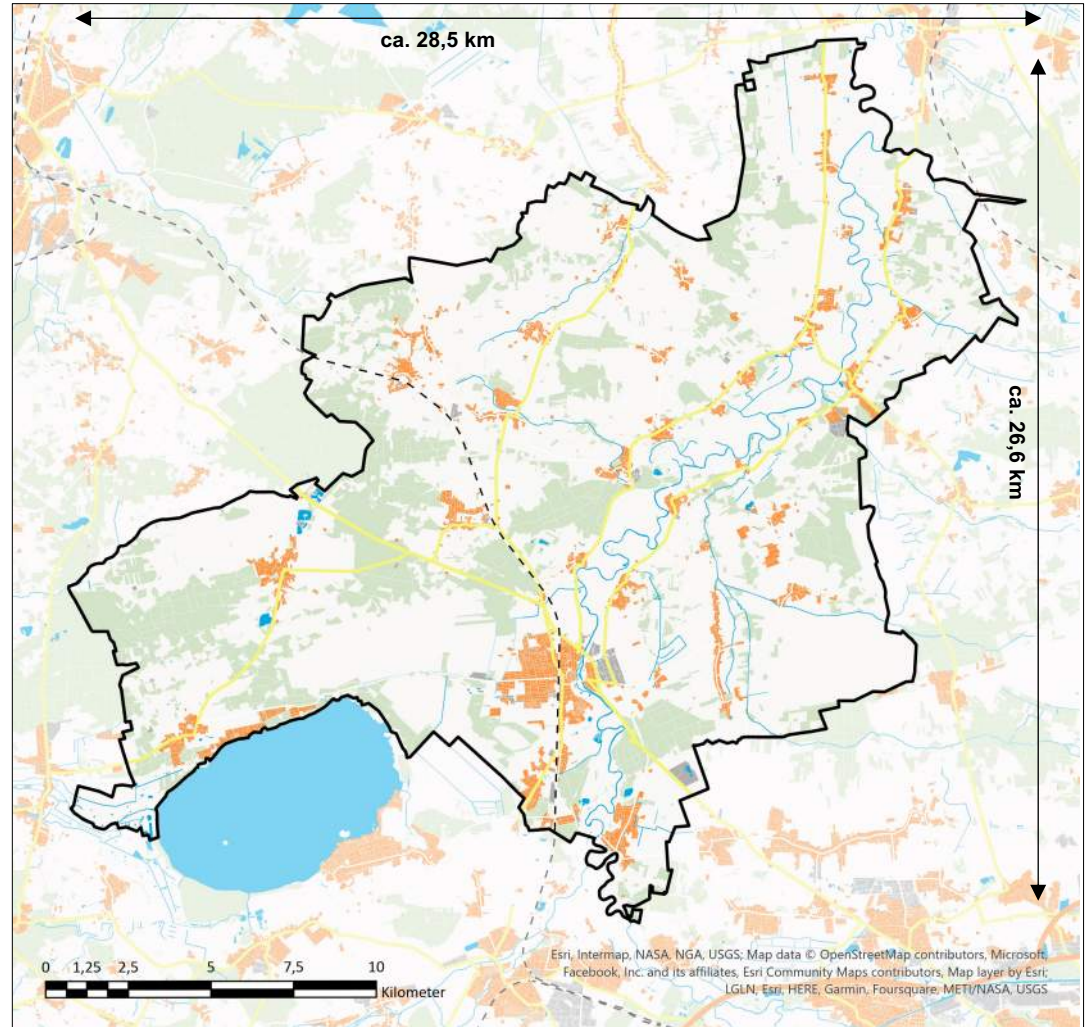 ca. 28,5 km
ca. 26,6 km
0 1,25 2,5 5 7,5 10
Kilometer
Esri, Intermap, NASA, NGA, USGS; Map data © OpenStreetMap contributors, Microsoft,
Facebook, Inc. and its affiliates, Esri Community Maps contributors, Map layer by Esri;
LGLN, Esri, HERE, Garmin, Foursquare, METI/NASA, USGS